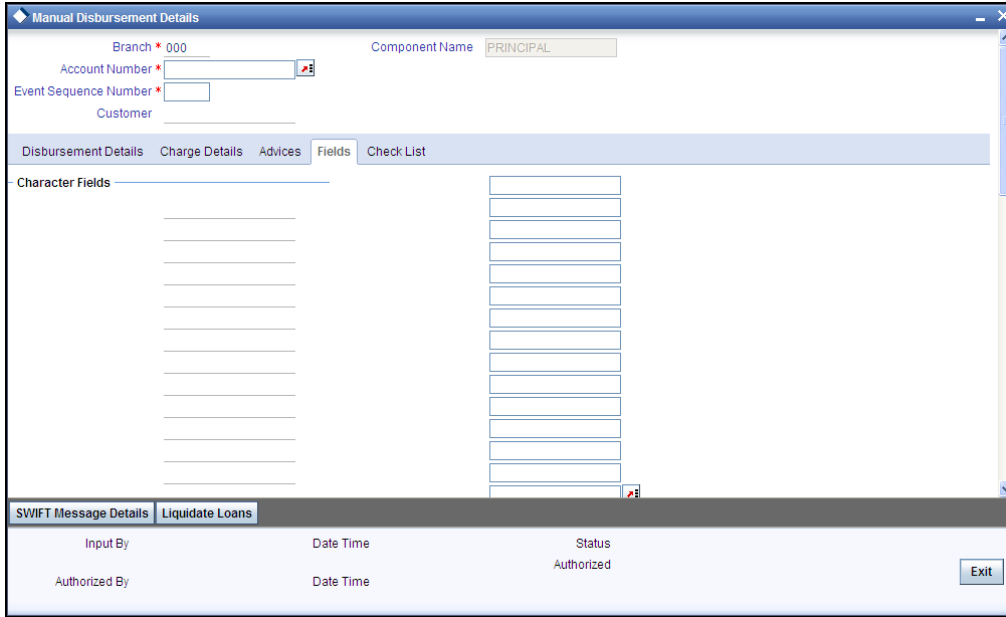 Manual Disbursement Details
Branch * 000 Component Name PRINCIPAL
Account Number *
Event Sequence Number *
Customer
Disbursement Details Charge Details Advices Fields Check List
Character Fields
SWIFT Message Details Liquidate Loans
Input By Date Time Status
Authorized
Authorized By Date Time
Exit